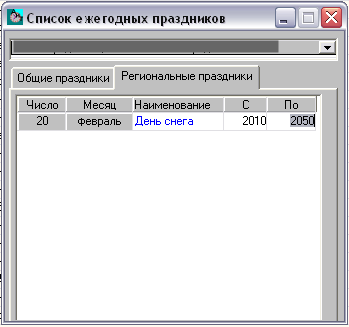 Список ежегодных праздников
Общие праздники Региональные праздники
Число Месяц Наименование С По
20 февраль День снега 2010 2050